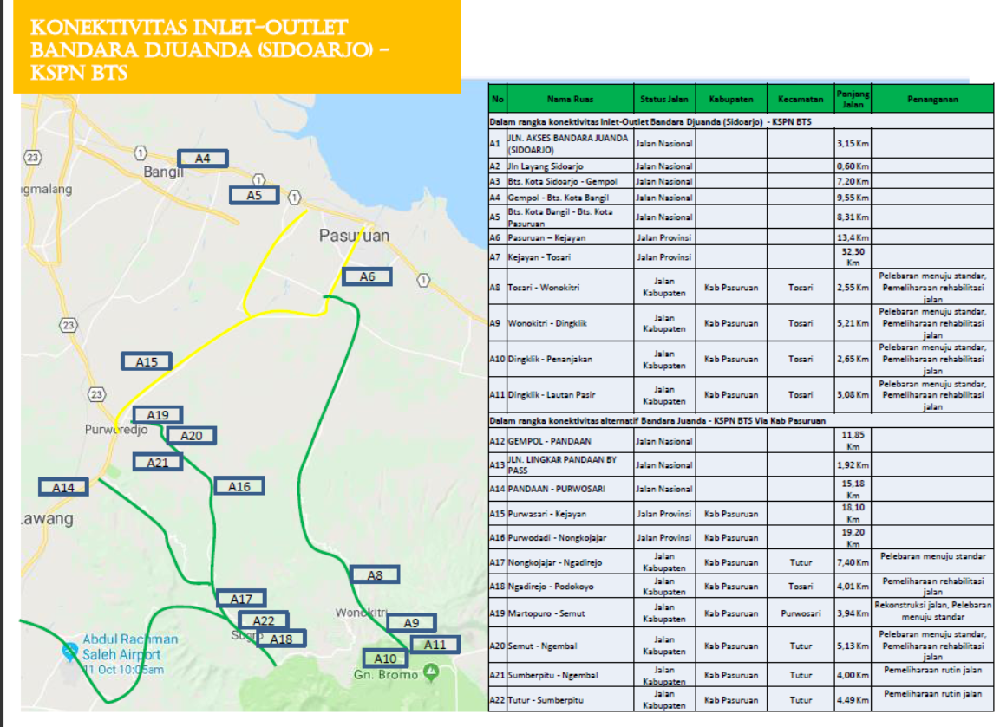 KONEKTIVITAS INLET-OUTLET
BANDARA DJUANDA (SIDOARJO) -
KSPN BTS
23
1
A4
Bangil
1
gmalang
A5
1
Pasuruan
A6
1
23
A15
23
A19
Purworedjo
A20
A21
A14
A16
Lawang
A8
A17
Wonokitri
A22
A9
A18
A11
Abdul Rachman
Saleh Airport
11 Oct 10:05am
A10
Gn. Bromo
No Nama Ruas Status Jalan Kabupaten Kecamatan Panjang Jalan Penanganan
Dalam rangka konektivitas Inlet-Outlet Bandara Djuanda (Sidoarjo) - KSPN BTS
A1 JLN. AKSES BANDARA JUANDA (SIDOARJO) Jalan Nasional 3,15 Km
A2 Jln Layang Sidoarjo Jalan Nasional 0,60 Km
A3 Bts. Kota Sidoarjo - Gempol Jalan Nasional 7,20 Km
A4 Gempol - Bts. Kota Bangil Jalan Nasional 9,55 Km
A5 Bts. Kota Bangil - Bts. Kota Pasuruan Jalan Nasional 8,31 Km
A6 Pasuruan – Kejayan Jalan Provinsi 13,4 Km
A7 Kejayan - Tosari Jalan Provinsi 32,30 Km
A8 Tosari - Wonokitri Jalan Kabupaten Kab Pasuruan Tosari 2,55 Km Pelebaran menuju standar, Pemeliharaan rehabilitasi jalan
A9 Wonokitri - Dingklik Jalan Kabupaten Kab Pasuruan Tosari 5,21 Km Pelebaran menuju standar, Pemeliharaan rehabilitasi jalan
A10 Dingklik - Penanjakan Jalan Kabupaten Kab Pasuruan Tosari 2,65 Km Pelebaran menuju standar, Pemeliharaan rehabilitasi jalan
A11 Dingklik - Lautan Pasir Jalan Kabupaten Kab Pasuruan Tosari 3,08 Km Pelebaran menuju standar, Pemeliharaan rehabilitasi jalan
Dalam rangka konektivitas alternatif Bandara Juanda - KSPN BTS Via Kab Pasuruan
A12 GEMPOL - PANDAAN Jalan Nasional 11,85 Km
A13 JLN. LINGKAR PANDAAN BY PASS Jalan Nasional 1,92 Km
A14 PANDAAN - PURWOSARI Jalan Nasional 15,18 Km
A15 Purwasari - Kejayan Jalan Provinsi Kab Pasuruan 18,10 Km
A16 Purwodadi - Nongkojajar Jalan Provinsi Kab Pasuruan 19,20 Km
A17 Nongkojajar - Ngadirejo Jalan Kabupaten Kab Pasuruan Tutur 7,40 Km Pelebaran menuju standar
A18 Ngadirejo - Podokoyo Jalan Kabupaten Kab Pasuruan Tosari 4,01 Km Pemeliharaan rehabilitasi jalan
A19 Martopuro - Semut Jalan Kabupaten Kab Pasuruan Purwosari 3,94 Km Rekonstruksi jalan, Pelebaran menuju standar
A20 Semut - Ngembal Jalan Kabupaten Kab Pasuruan Tutur 5,13 Km Pelebaran menuju standar, Pemeliharaan rehabilitasi jalan
A21 Sumberpitu - Ngembal Jalan Kabupaten Kab Pasuruan Tutur 4,00 Km Pemeliharaan rutin jalan
A22 Tutur - Sumberpitu Jalan Kabupaten Kab Pasuruan Tutur 4,49 Km Pemeliharaan rutin jalan